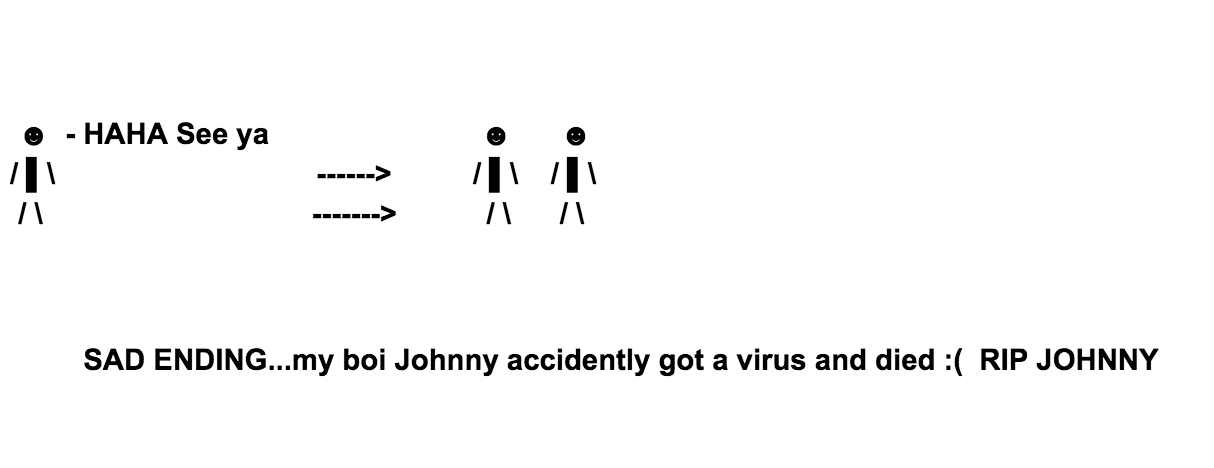 ☻ - HAHA See ya ☻ ☻
/▐ \ ------> /▐ \ /▐ \
/ \ -------> / \ / \
SAD ENDING...my boi Johnny accidently got a virus and died :( RIP JOHNNY